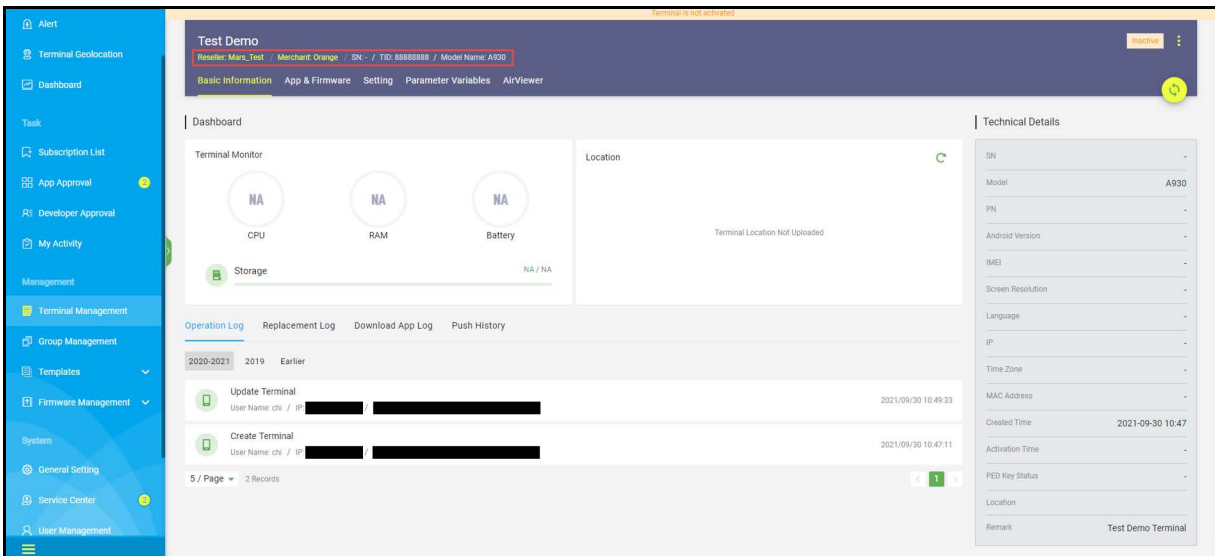 Terminal is not activated
Alert
Terminal Geolocation
Dashboard
Task
Subscription List
App Approval 2
Developer Approval
My Activity
Management
Terminal Management
Group Management
Templates
Firmware Management
System
General Setting
Service Center 2
User Management
Test Demo
Inactive
Reseller: Mars_Test / Merchant: Orange / SN: - / TID: 88888888 / Model Name: A930
Basic Information App & Firmware Setting Parameter Variables AirViewer
Dashboard
Terminal Monitor
NA NA NA
CPU RAM Battery
Storage NA / NA
Location
Terminal Location Not Uploaded
Operation Log Replacement Log Download App Log Push History
2020-2021 2019 Earlier
Update Terminal
User Name: chi / IP: /
2021/09/30 10:49:33
Create Terminal
User Name: chi / IP: /
2021/09/30 10:47:11
5 / Page 2 Records
< 1 >
Technical Details
SN -
Model A930
PN -
Android Version -
IMEI -
Screen Resolution -
Language -
IP -
Time Zone -
MAC Address -
Created Time 2021-09-30 10:47
Activation Time -
PED Key Status -
Location
Remark Test Demo Terminal